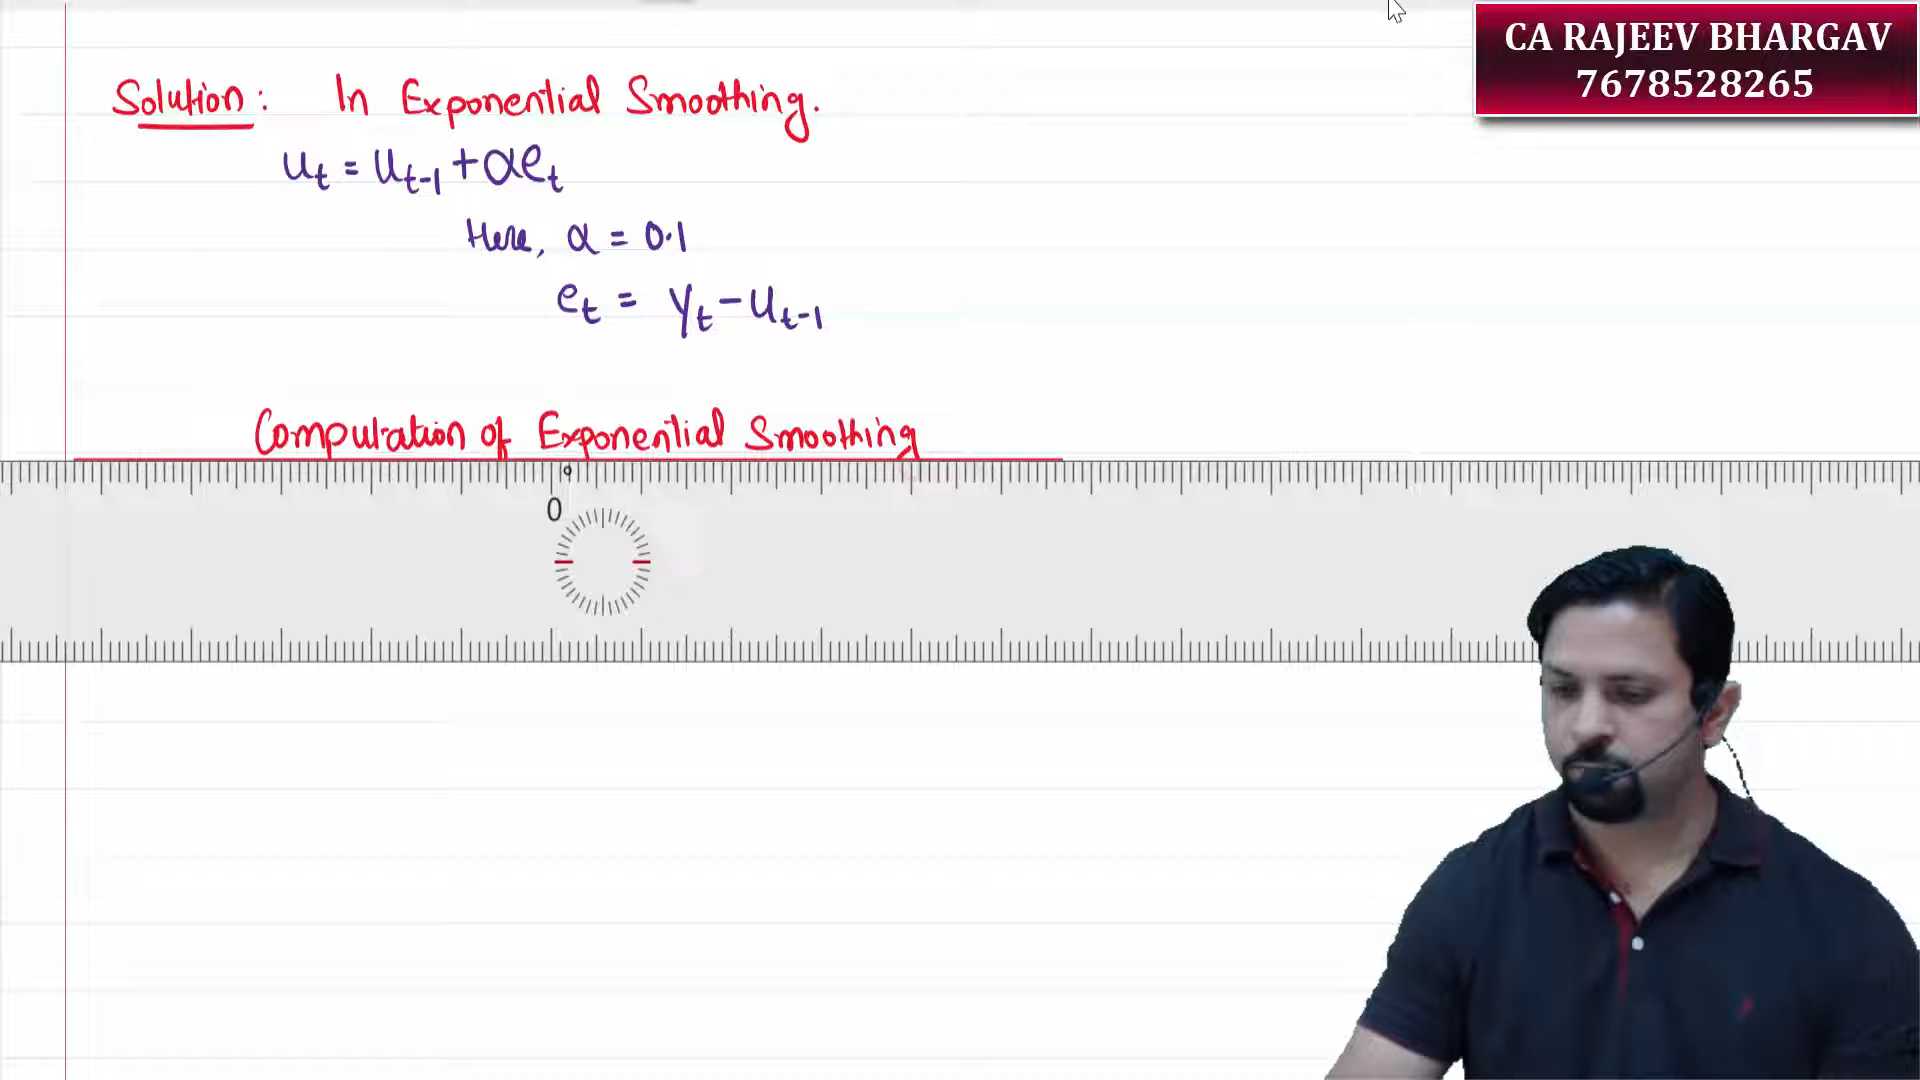 CA RAJEEV BHARGAV
7678528265
Solution: In Exponential Smoothing.
uₜ = uₜ₋₁ + αeₜ
Here, α = 0.1
eₜ = yₜ - uₜ₋₁
Computation of Exponential Smoothing
0°